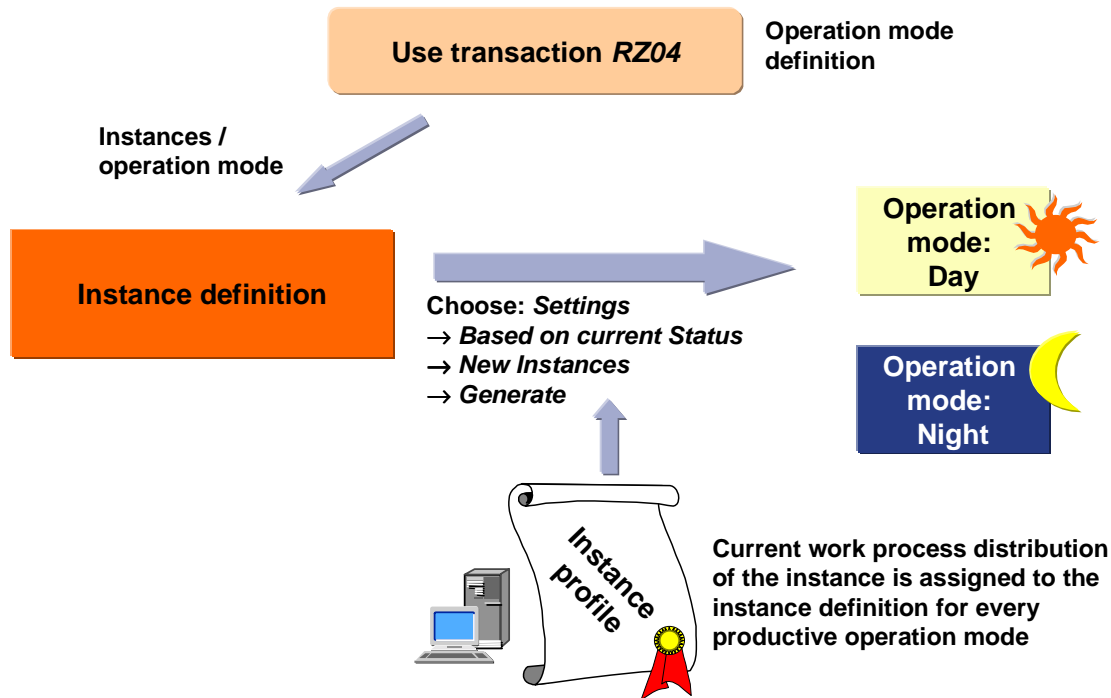 Use transaction RZ04
Operation mode
definition
Instances /
operation mode
Instance definition
Choose: Settings
→ Based on current Status
→ New Instances
→ Generate
Operation
mode:
Day
Operation
mode:
Night
Instance
profile
Current work process distribution
of the instance is assigned to the
instance definition for every
productive operation mode